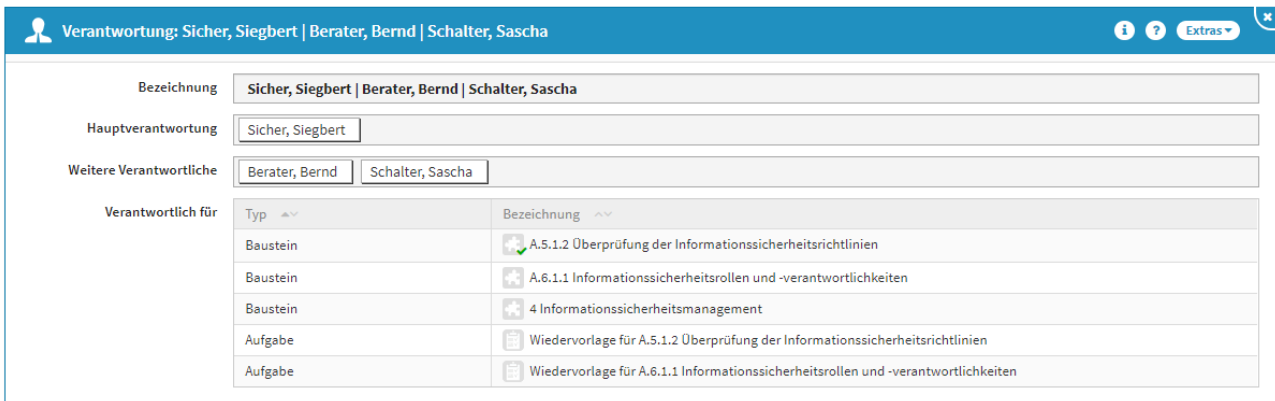 Verantwortung: Sicher, Siegbert | Berater, Bernd | Schalter, Sascha i ? Extras
Bezeichnung Sicher, Siegbert | Berater, Bernd | Schalter, Sascha
Hauptverantwortung Sicher, Siegbert
Weitere Verantwortliche Berater, Bernd Schalter, Sascha
Verantwortlich für Typ Bezeichnung
Baustein A.5.1.2 Überprüfung der Informationssicherheitsrichtlinien
Baustein A.6.1.1 Informationssicherheitsrollen und -verantwortlichkeiten
Baustein 4 Informationssicherheitsmanagement
Aufgabe Wiedervorlage für A.5.1.2 Überprüfung der Informationssicherheitsrichtlinien
Aufgabe Wiedervorlage für A.6.1.1 Informationssicherheitsrollen und -verantwortlichkeiten